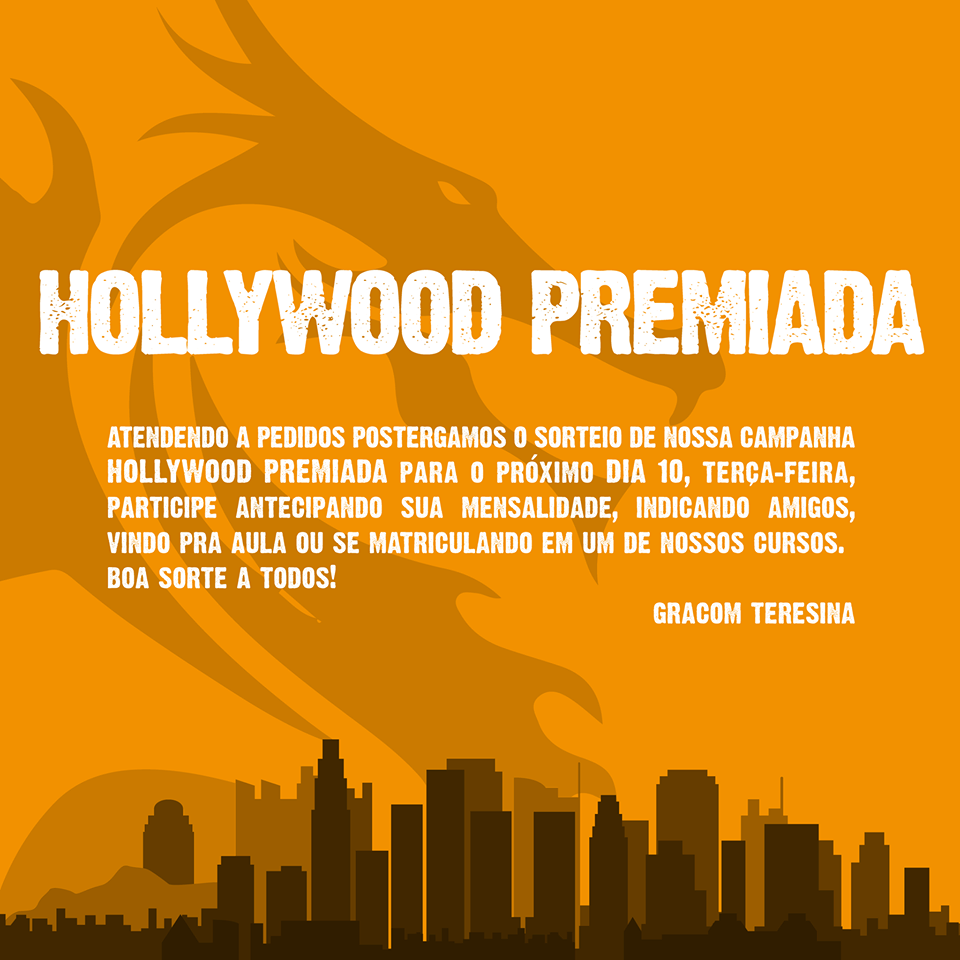 HOLLYWOOD PREMIADA
ATENDENDO A PEDIDOS POSTERGAMOS O SORTEIO DE NOSSA CAMPANHA
HOLLYWOOD PREMIADA PARA O PRÓXIMO DIA 10, TERÇA-FEIRA,
PARTICIPE ANTECIPANDO SUA MENSALIDADE, INDICANDO AMIGOS,
VINDO PRA AULA OU SE MATRICULANDO EM UM DE NOSSOS CURSOS.
BOA SORTE A TODOS!
GRACOM TERESINA